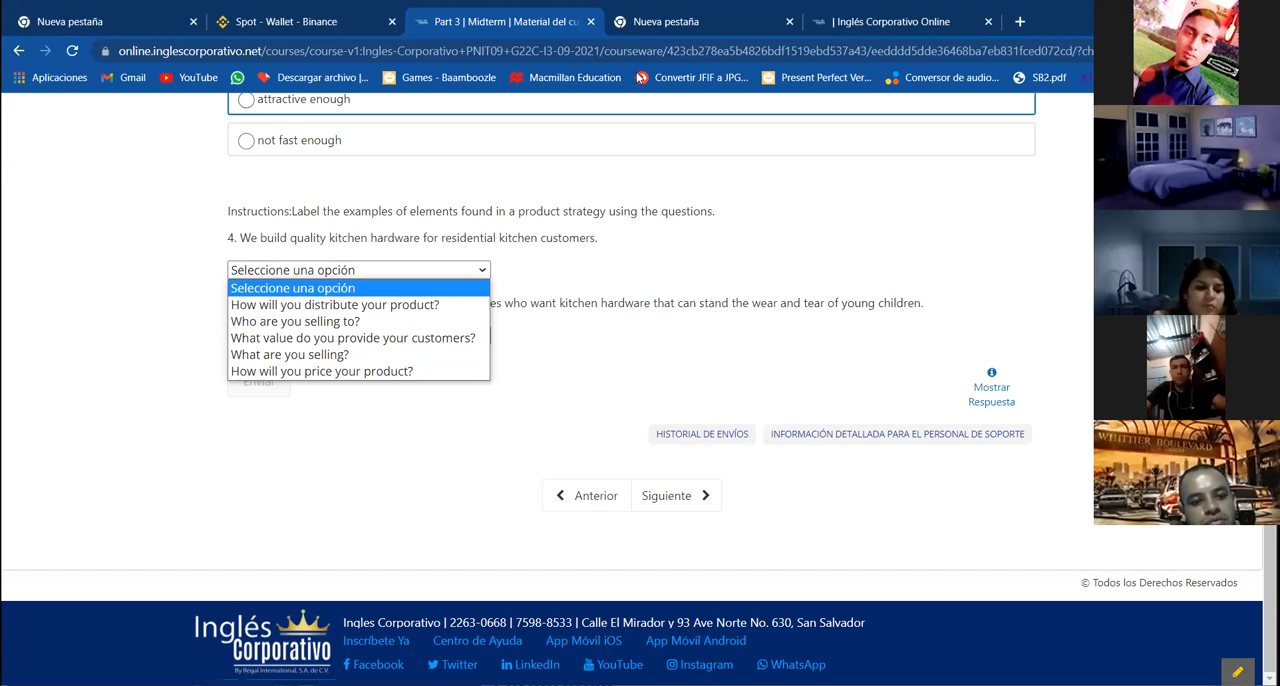 Nueva pestaña
Spot - Wallet - Binance
Part 3 | Midterm | Material del cu
Nueva pestaña
| Inglés Corporativo Online
online.inglescorporativo.net/courses/course-v1:Ingles-Corporativo+PNIT09+G22C-I3-09-2021/courseware/423cb278ea5b4826bdf1519ebd537a43/eedddd5dde36468ba7eb831fced072cd/?ch
Aplicaciones
Gmail
YouTube
Descargar archivo |...
Games - Baamboozle
Macmillan Education
Convertir JFIF a JPG...
Present Perfect Ver...
Conversor de audio...
SB2.pdf
attractive enough
not fast enough
Instructions:Label the examples of elements found in a product strategy using the questions.
4. We build quality kitchen hardware for residential kitchen customers.
Seleccione una opción
Seleccione una opción
How will you distribute your product?
es who want kitchen hardware that can stand the wear and tear of young children.
Who are you selling to?
What value do you provide your customers?
What are you selling?
How will you price your product?
Enviar
Mostrar
Respuesta
HISTORIAL DE ENVÍOS
INFORMACIÓN DETALLADA PARA EL PERSONAL DE SOPORTE
Anterior
Siguiente
© Todos los Derechos Reservados
Inglés
Corporativo
By Regal International, S.A. de C.V.
Ingles Corporativo | 2263-0668 | 7598-8533 | Calle El Mirador y 93 Ave Norte No. 630, San Salvador
Inscríbete Ya
Centro de Ayuda
App Móvil iOS
App Móvil Android
Facebook
Twitter
LinkedIn
YouTube
Instagram
WhatsApp
WHITTIER BOULEVARD